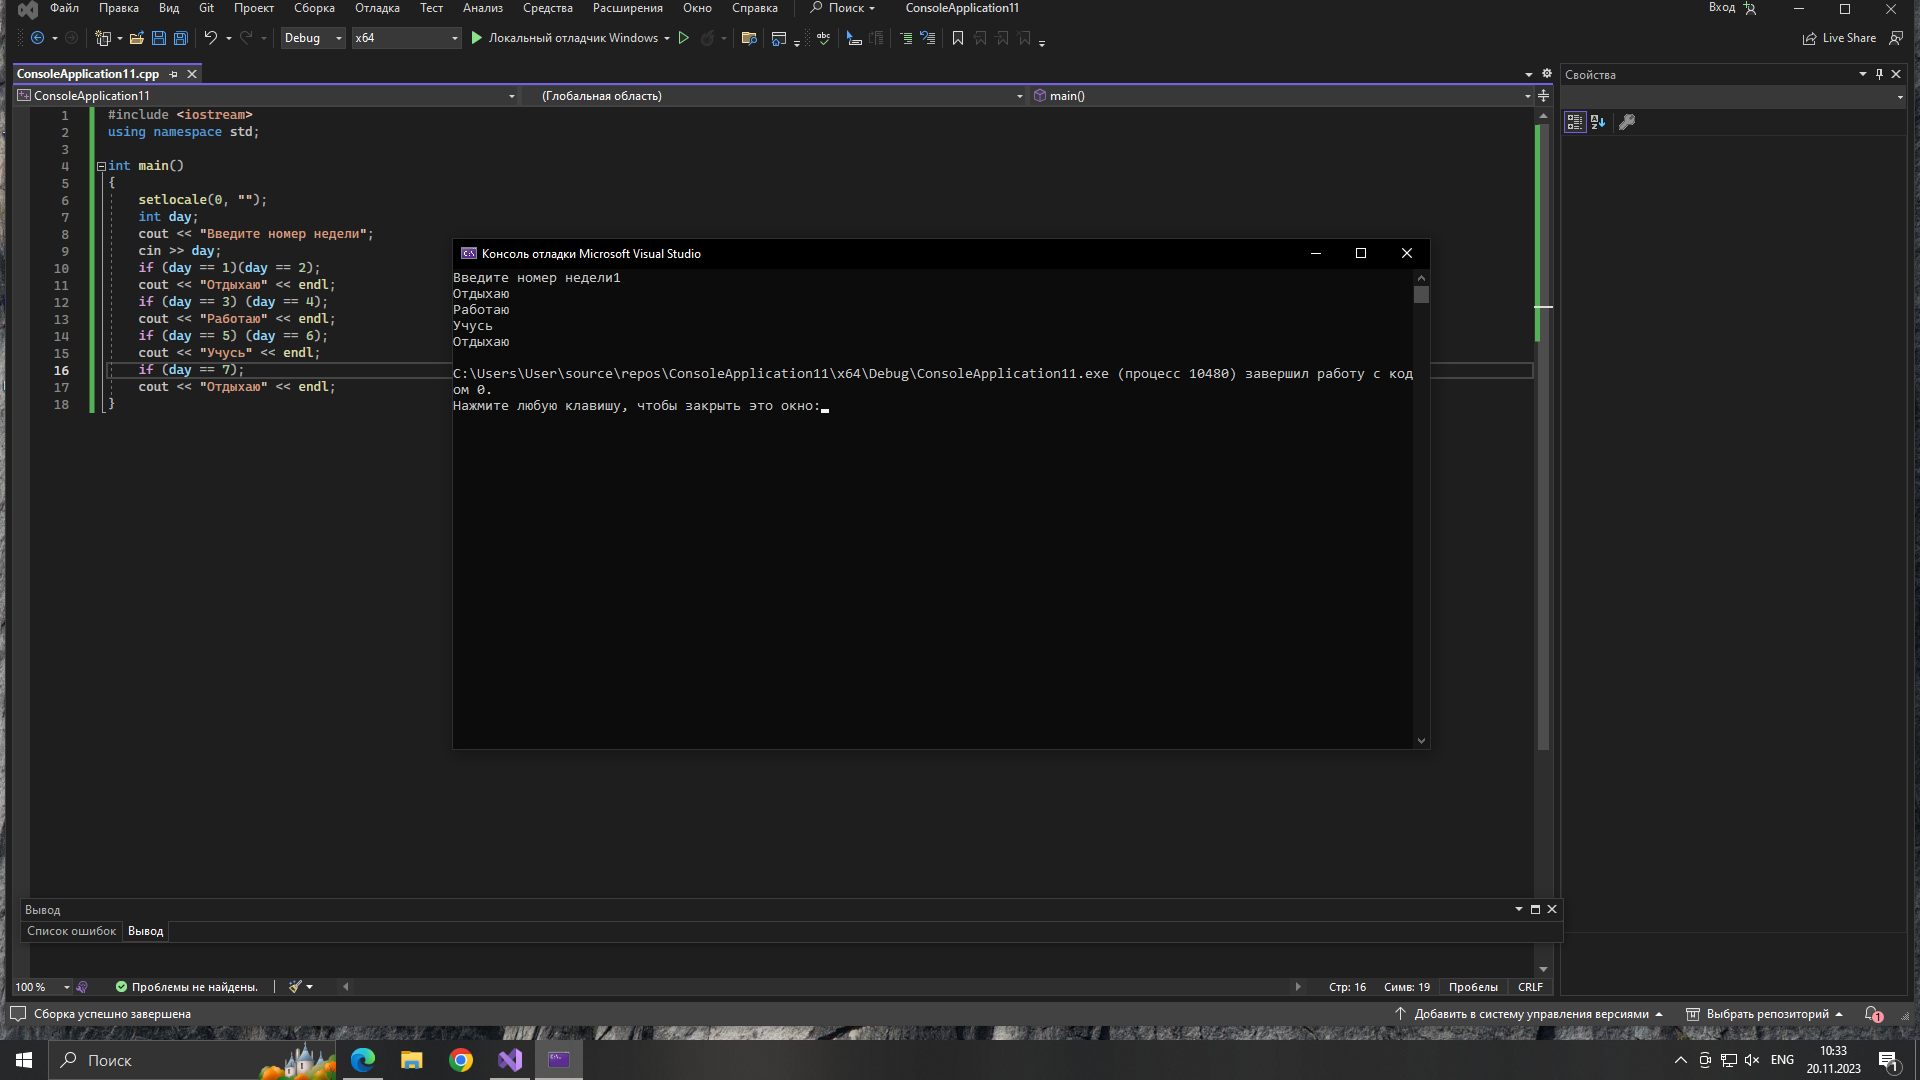 Файл Правка Вид Git Проект Сборка Отладка Тест Анализ Средства Расширения Окно Справка Поиск ConsoleApplication11 Вход
Debug x64 Локальный отладчик Windows Live Share
ConsoleApplication11.cpp
ConsoleApplication11 (Глобальная область) main()
1 #include <iostream>
2 using namespace std;
3
4 int main()
5 {
6 setlocale(0, "");
7 int day;
8 cout << "Введите номер недели";
9 cin >> day;
10 if (day == 1)(day == 2);
11 cout << "Отдыхаю" << endl;
12 if (day == 3) (day == 4);
13 cout << "Работаю" << endl;
14 if (day == 5) (day == 6);
15 cout << "Учусь" << endl;
16 if (day == 7);
17 cout << "Отдыхаю" << endl;
18 }
Консоль отладки Microsoft Visual Studio
Введите номер недели1
Отдыхаю
Работаю
Учусь
Отдыхаю
C:\Users\User\source\repos\ConsoleApplication11\x64\Debug\ConsoleApplication11.exe (процесс 10480) завершил работу с код
ом 0.
Нажмите любую клавишу, чтобы закрыть это окно:
Свойства
Вывод
Список ошибок Вывод
100 % Проблемы не найдены. Стр: 16 Симв: 19 Пробелы CRLF
Сборка успешно завершена Добавить в систему управления версиями Выбрать репозиторий 1
Поиск ENG 10:33
20.11.2023 1